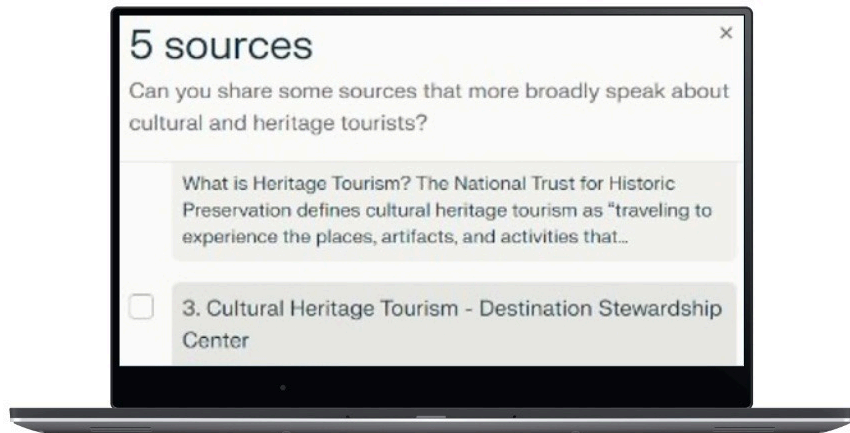 5 sources
×
Can you share some sources that more broadly speak about
cultural and heritage tourists?
What is Heritage Tourism? The National Trust for Historic
Preservation defines cultural heritage tourism as “traveling to
experience the places, artifacts, and activities that...
3. Cultural Heritage Tourism - Destination Stewardship
Center